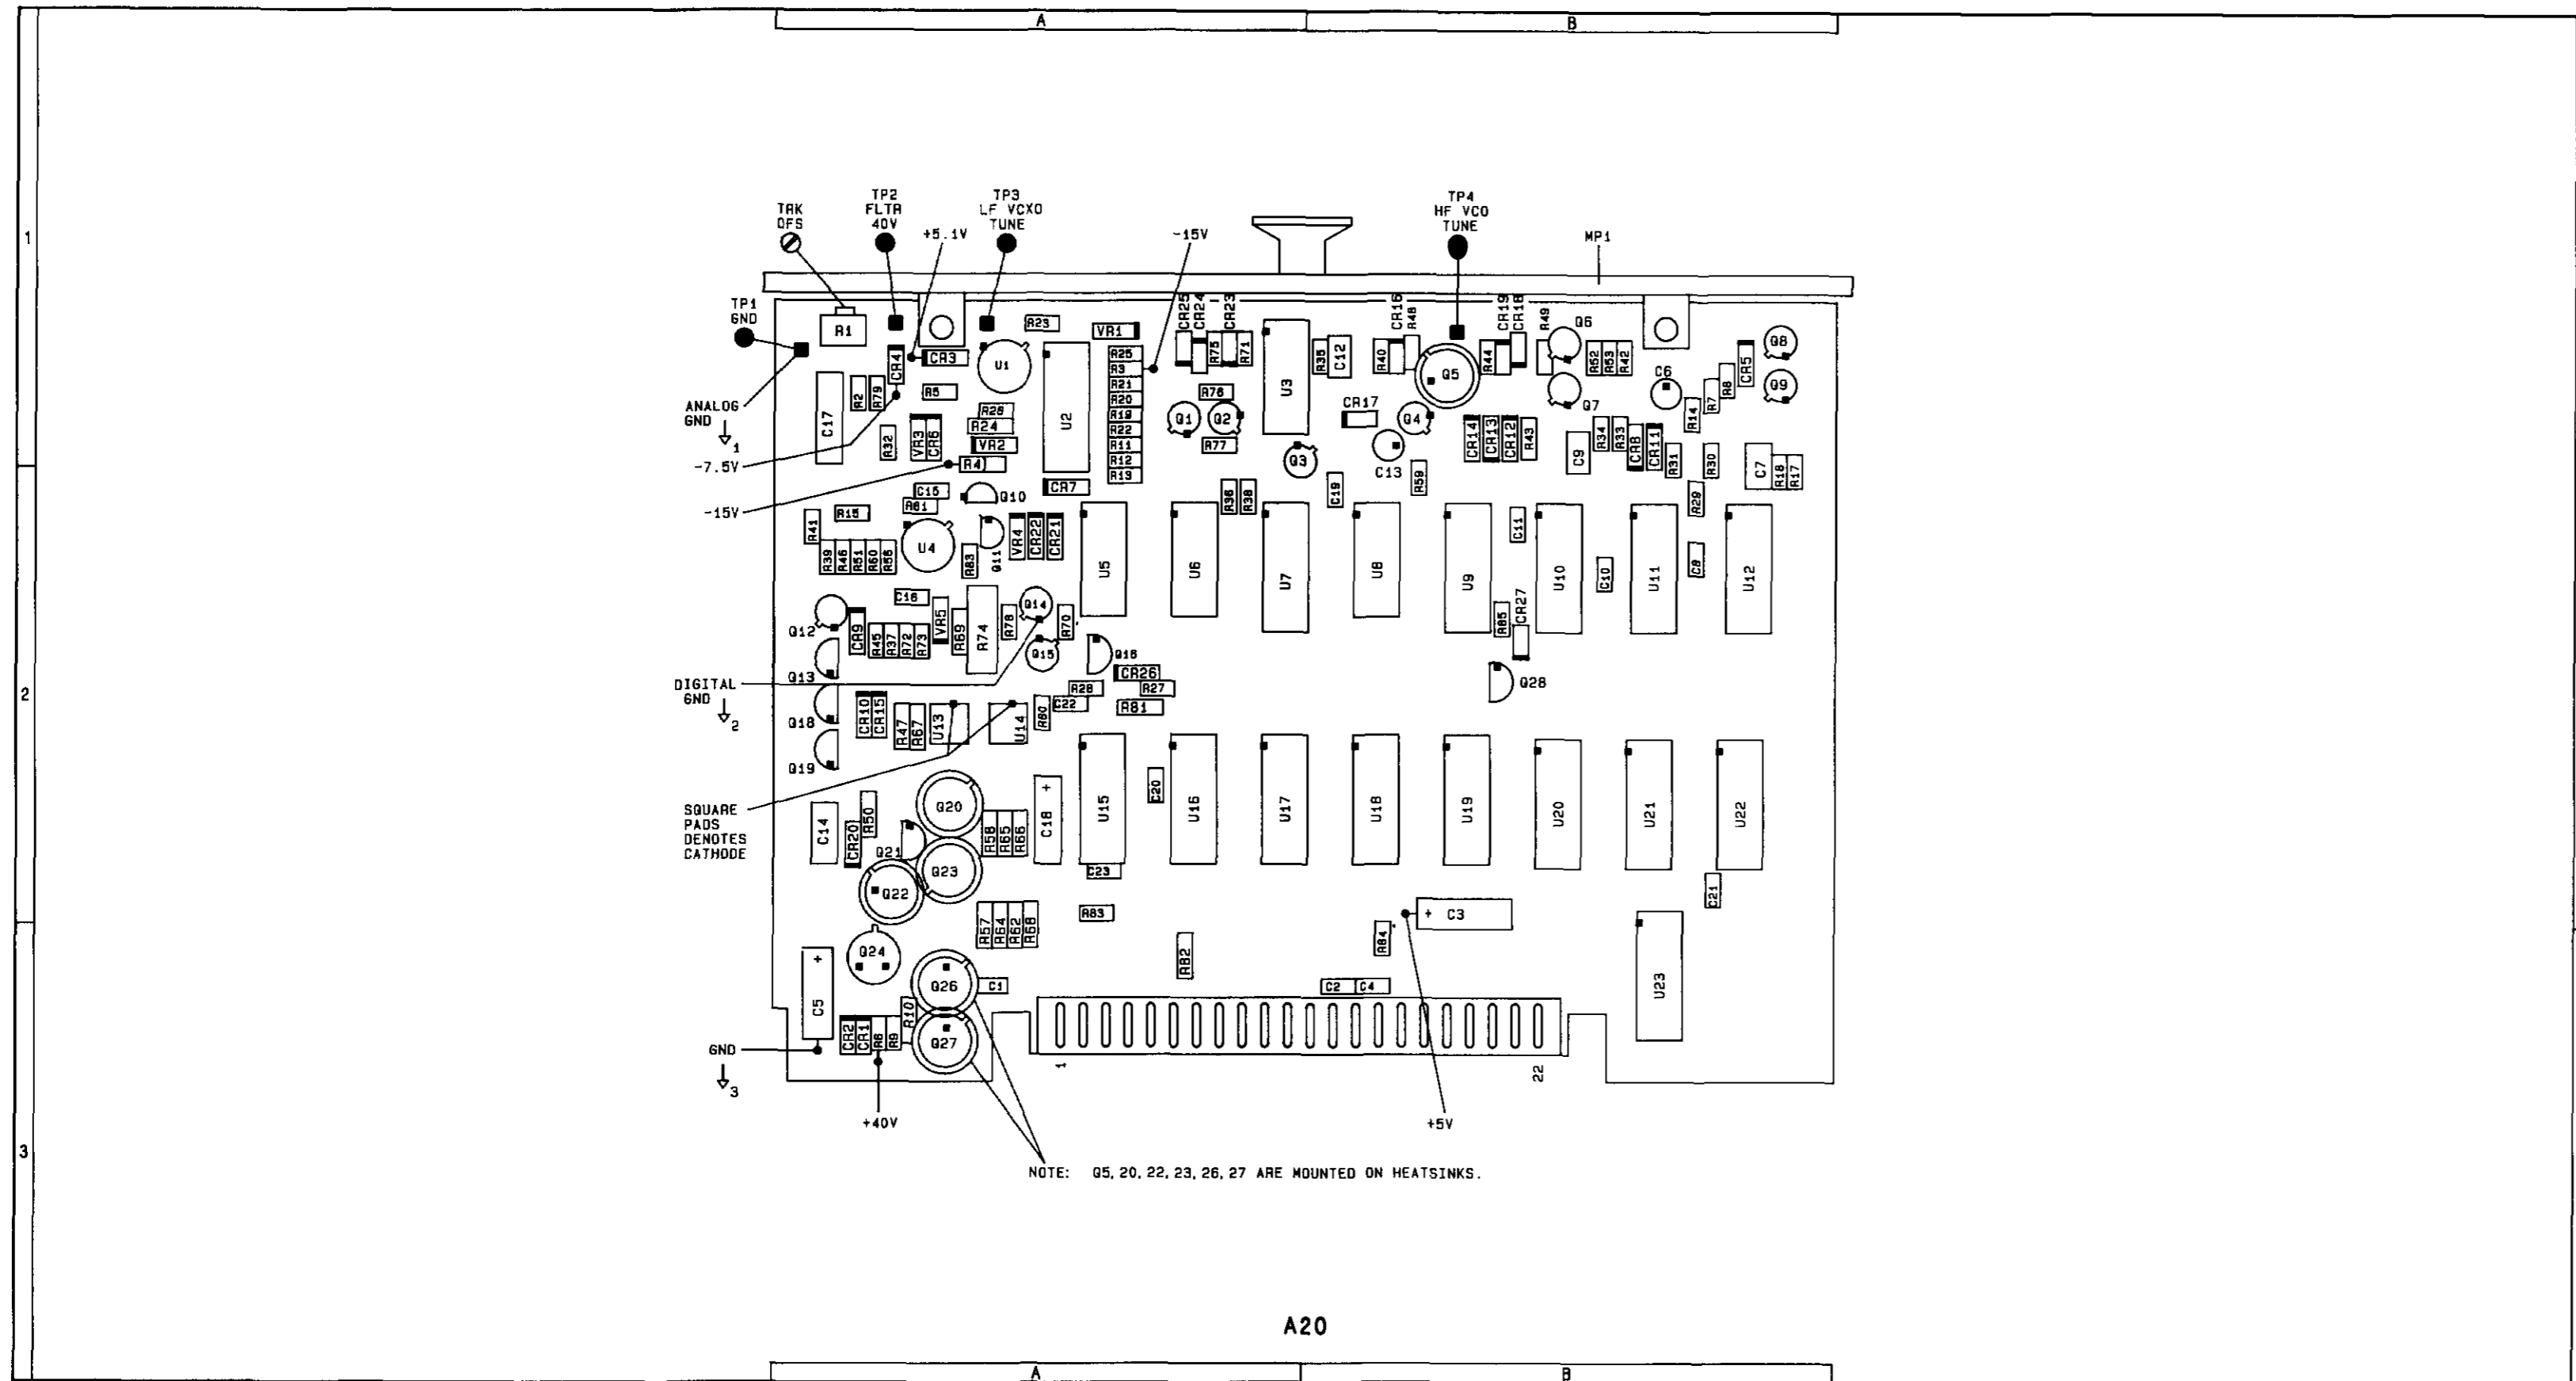 A
B
1
2
3
TRK
OFS
TP2
FLTR
40V
+5.1V
TP3
LF VCXO
TUNE
-15V
TP4
HF VCO
TUNE
MP1
TP1
GND
R1
R23
VR1
CR25
CR24
CR23
CR16
CR19
CR18
R49
Q6
Q8
CR4
CR3
U1
R25
R3
R21
R20
R19
R22
R11
R12
R13
R75
R71
U3
R35
C12
R40
Q5
R44
R52
R53
R42
C6
CR5
R8
R7
Q9
R2
R79
R5
R24
VR2
R4
U2
R76
Q1
Q2
R77
Q3
CR17
Q4
C13
R59
Q7
CR14
CR13
CR12
R43
C9
R34
R33
CR8
CR11
R31
R14
R30
C7
R18
R17
ANALOG
GND
1
C17
R32
VR3
CR6
-7.5V
-15V
C15
Q10
CR7
R36
R38
C19
R29
R41
R15
U4
R39
R46
R51
R60
Q11
VR4
CR22
CR21
U5
U6
U7
U8
U9
C11
U10
C10
U11
U12
C16
VR5
R69
R74
R78
Q14
R70
Q15
Q12
CR9
R45
R37
R72
R73
Q13
Q16
CR26
R28
R27
C22
R81
R85
CR27
Q28
DIGITAL
GND
2
Q18
CR10
CR15
R47
R67
U13
U14
R80
Q19
SQUARE
PADS
DENOTES
CATHODE
C14
R50
CR20
Q20
Q21
Q23
Q22
R58
R65
R66
+
C18
U15
C20
U16
U17
U18
U19
U20
U21
U22
C23
C21
R57
R64
R62
R68
+ C3
R84
R82
Q24
Q26
C1
C2
C4
U23
+
C5
CR2
CR1
R6
R9
R10
Q27
GND
3
1
22
+40V
+5V
NOTE: Q5, 20, 22, 23, 26, 27 ARE MOUNTED ON HEATSINKS.
A20
A
B